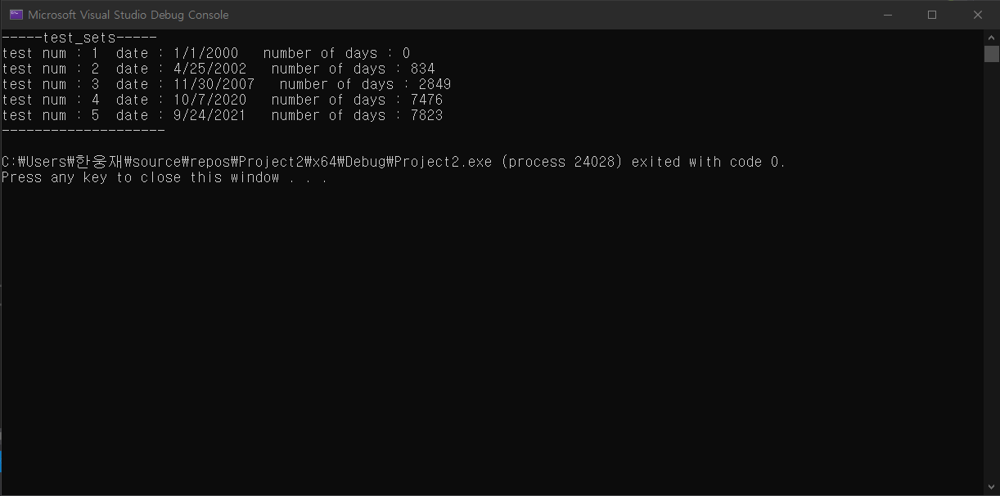 Microsoft Visual Studio Debug Console
-----test_sets-----
test num : 1  date : 1/1/2000   number of days : 0
test num : 2  date : 4/25/2002   number of days : 834
test num : 3  date : 11/30/2007   number of days : 2849
test num : 4  date : 10/7/2020   number of days : 7476
test num : 5  date : 9/24/2021   number of days : 7823
--------------------
C:₩Users₩한웅재₩source₩repos₩Project2₩x64₩Debug₩Project2.exe (process 24028) exited with code 0.
Press any key to close this window . . .